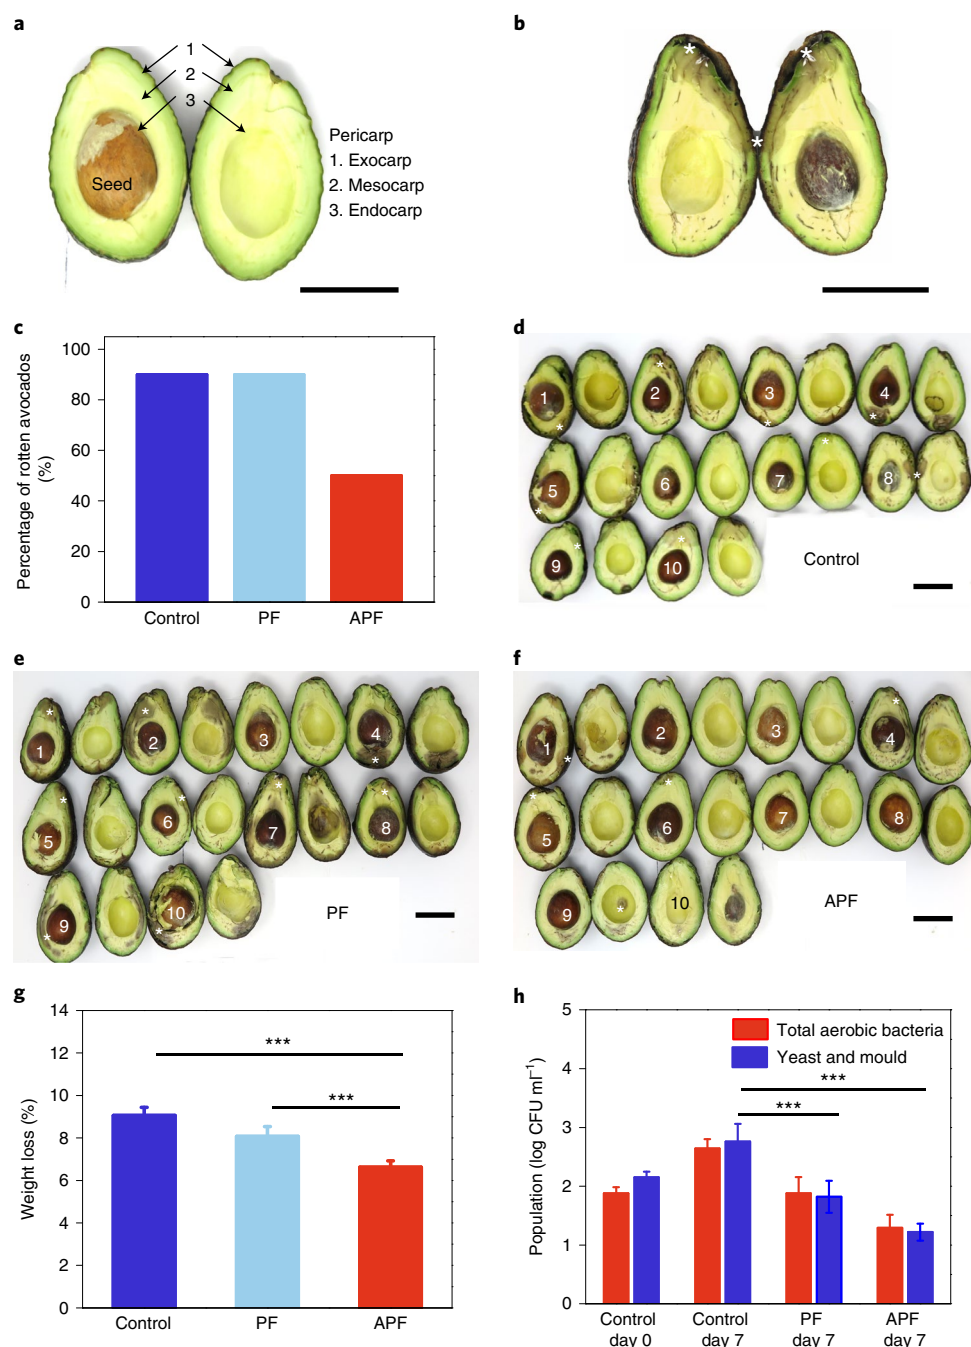 a
1
2
3
Seed
Pericarp
1. Exocarp
2. Mesocarp
3. Endocarp
b
*
*
*
c
Percentage of rotten avocados
(%)
100
80
60
40
20
0
Control
PF
APF
d
1
2
3
4
5
6
7
8
9
10
Control
e
1
2
3
4
5
6
7
8
9
10
PF
f
1
2
3
4
5
6
7
8
9
10
APF
g
Weight loss (%)
14
12
10
8
6
4
2
0
***
***
Control
PF
APF
h
Population (log CFU ml⁻¹)
5
4
3
2
1
0
Total aerobic bacteria
Yeast and mould
***
***
Control
day 0
Control
day 7
PF
day 7
APF
day 7